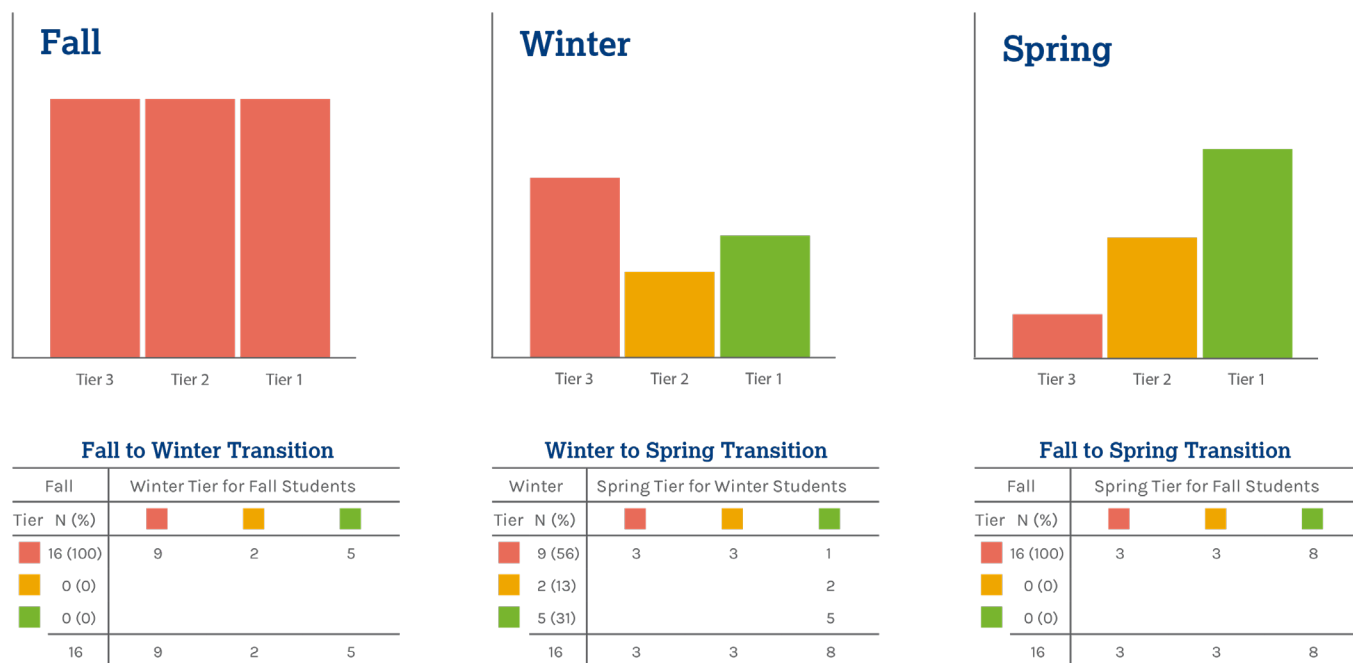 Fall
Winter
Spring
Tier 3 Tier 2 Tier 1
Tier 3 Tier 2 Tier 1
Tier 3 Tier 2 Tier 1
Fall to Winter Transition
Fall Winter Tier for Fall Students
Tier N (%)
16 (100) 9 2 5
0 (0)
0 (0)
16 9 2 5
Winter to Spring Transition
Winter Spring Tier for Winter Students
Tier N (%)
9 (56) 3 3 1
2 (13) 2
5 (31) 5
16 3 3 8
Fall to Spring Transition
Fall Spring Tier for Fall Students
Tier N (%)
16 (100) 3 3 8
0 (0)
0 (0)
16 3 3 8